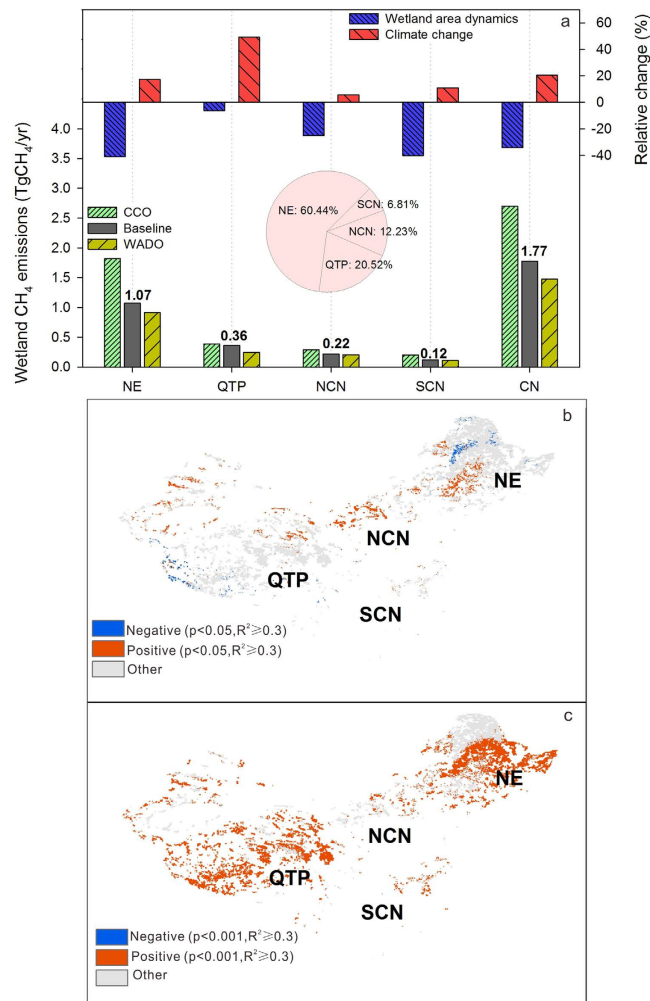 a
Wetland area dynamics
Climate change
60
40
20
0
-20
-40
Relative change (%)
Wetland CH₄ emissions (TgCH₄/yr)
4.0
3.5
3.0
2.5
2.0
1.5
1.0
0.5
0.0
CCO
Baseline
WADO
NE: 60.44%
SCN: 6.81%
NCN: 12.23%
QTP: 20.52%
1.07
0.36
0.22
0.12
1.77
NE QTP NCN SCN CN
b
NE
NCN
QTP
SCN
Negative (p<0.05,R²≥0.3)
Positive (p<0.05,R²≥0.3)
Other
c
NE
NCN
QTP
SCN
Negative (p<0.001,R²≥0.3)
Positive (p<0.001,R²≥0.3)
Other